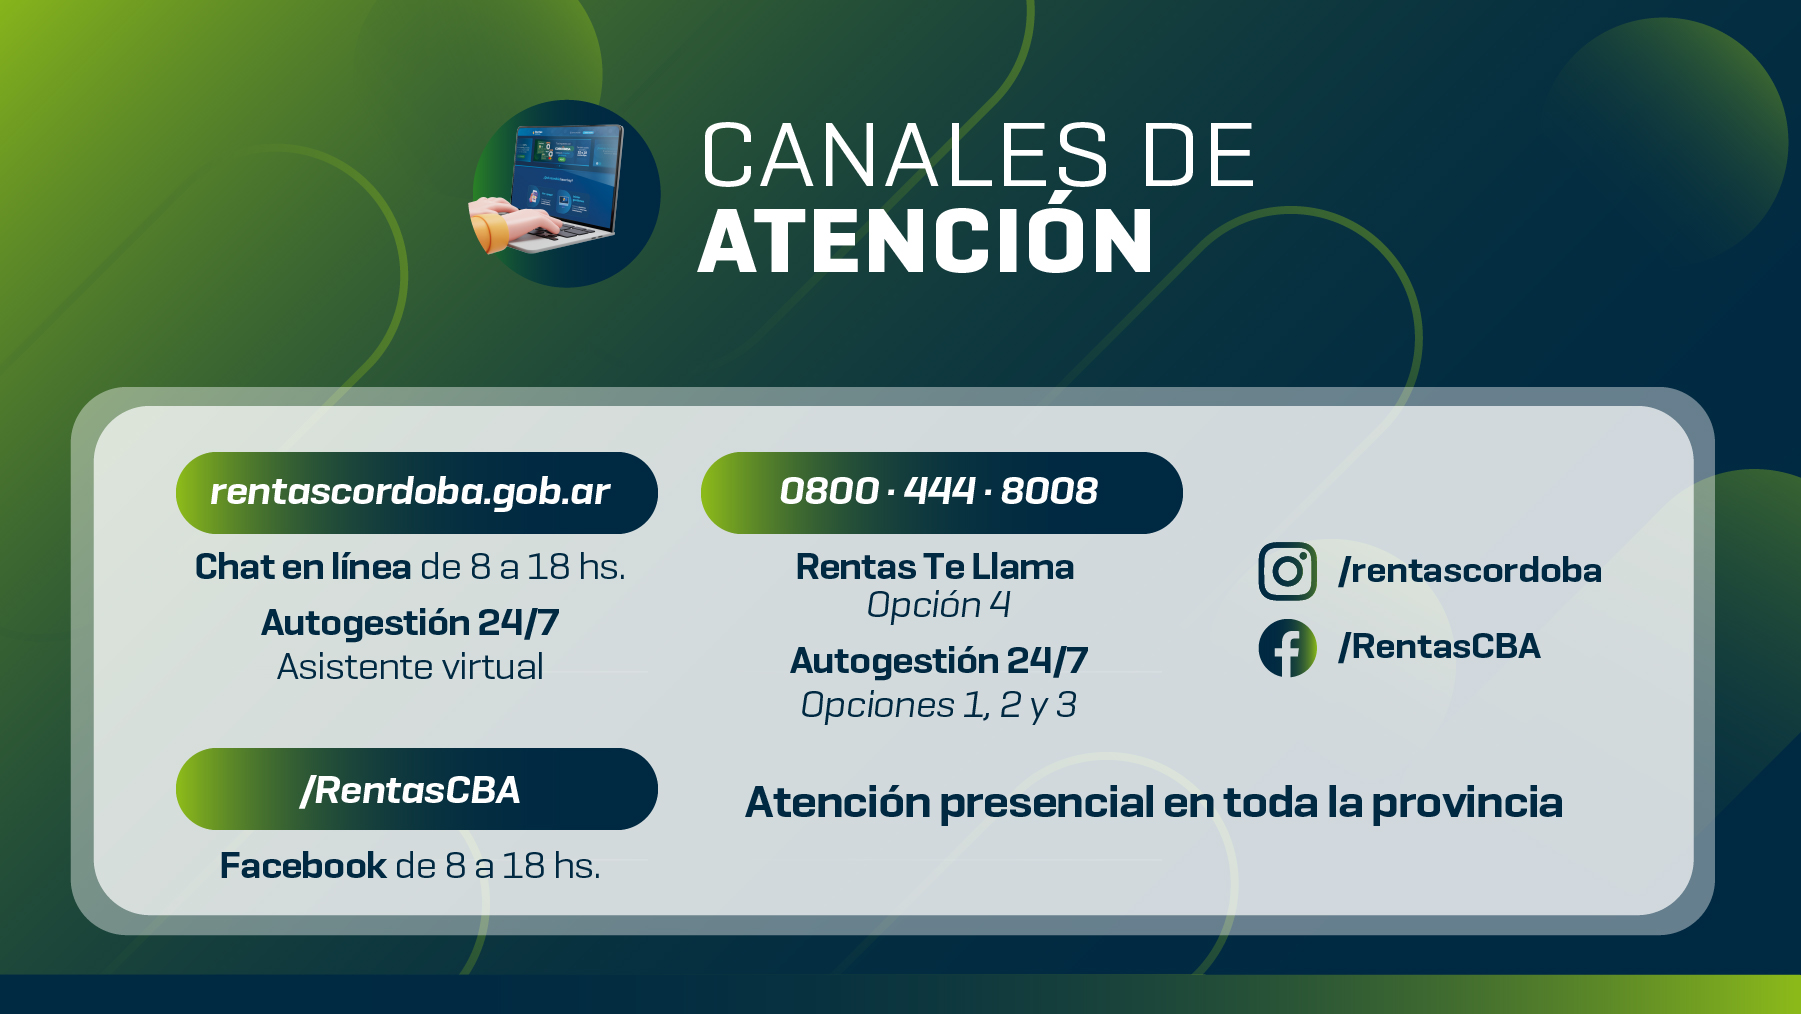 CANALES DE
ATENCIÓN
rentascordoba.gob.ar
Chat en línea de 8 a 18 hs.
Autogestión 24/7
Asistente virtual
/RentasCBA
Facebook de 8 a 18 hs.
0800 · 444 · 8008
Rentas Te Llama
Opción 4
Autogestión 24/7
Opciones 1, 2 y 3
/rentascordoba
/RentasCBA
Atención presencial en toda la provincia